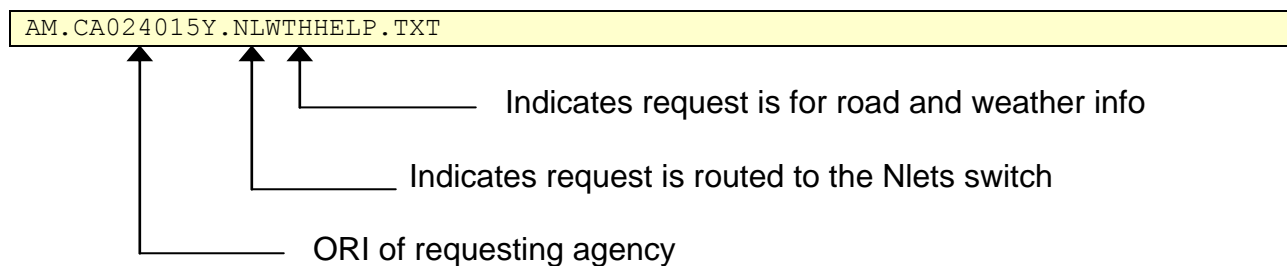 AM.CA024015Y.NLWTHHELP.TXT
Indicates request is for road and weather info
Indicates request is routed to the Nlets switch
ORI of requesting agency